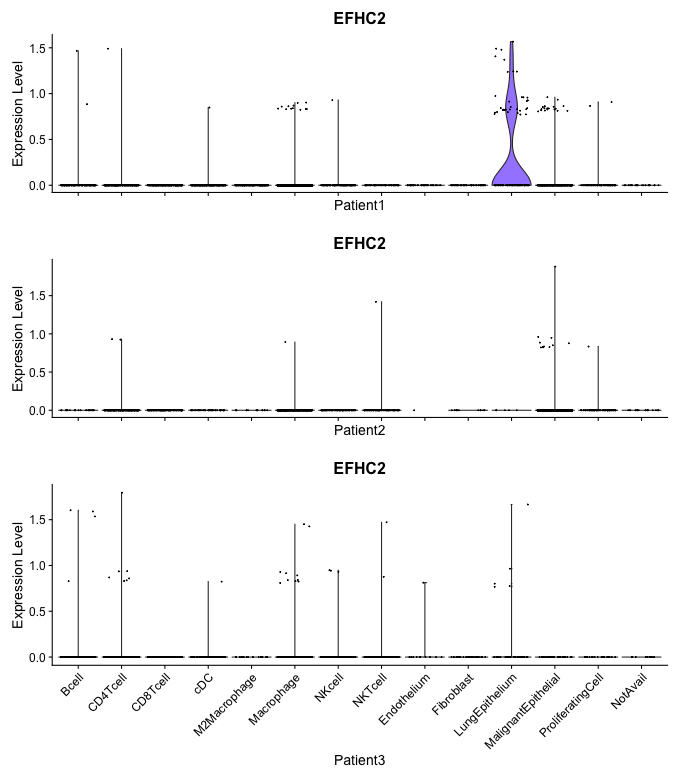 EFHC2
Expression Level
1.5
1.0
0.5
0.0
Patient1
EFHC2
Expression Level
1.5
1.0
0.5
0.0
Patient2
EFHC2
Expression Level
1.5
1.0
0.5
0.0
Bcell
CD4Tcell
CD8Tcell
cDC
M2Macrophage
Macrophage
NKcell
NKTcell
Endothelium
Fibroblast
LungEpithelium
MalignantEpithelial
ProliferatingCell
NotAvail
Patient3